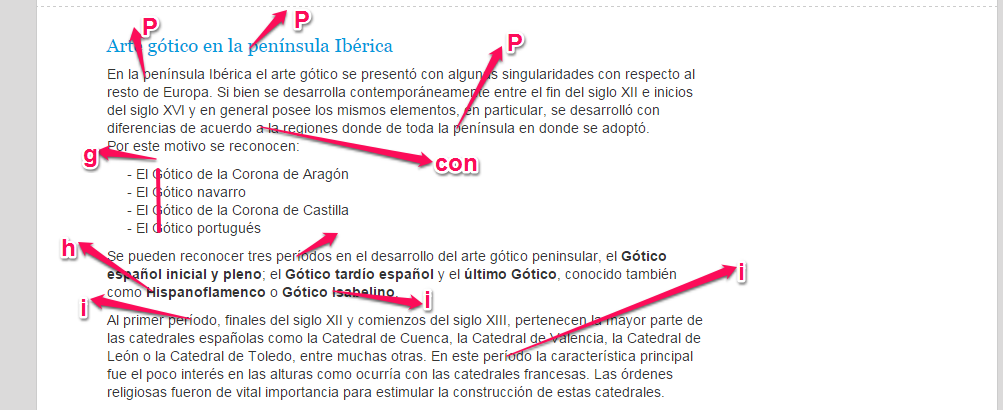 P
P
Arte gótico en la península Ibérica
P
En la península Ibérica el arte gótico se presentó con algunas singularidades con respecto al
resto de Europa. Si bien se desarrolla contemporáneamente entre el fin del siglo XII e inicios
del siglo XVI y en general posee los mismos elementos, en particular, se desarrolló con
diferencias de acuerdo a la regiones donde de toda la península en donde se adoptó.
Por este motivo se reconocen:
g
con
- El Gótico de la Corona de Aragón
- El Gótico navarro
- El Gótico de la Corona de Castilla
- El Gótico portugués
h
Se pueden reconocer tres períodos en el desarrollo del arte gótico peninsular, el Gótico
español inicial y pleno; el Gótico tardío español y el último Gótico, conocido también
como Hispanoflamenco o Gótico Isabelino.
i
i
i
Al primer período, finales del siglo XII y comienzos del siglo XIII, pertenecen la mayor parte de
las catedrales españolas como la Catedral de Cuenca, la Catedral de Valencia, la Catedral de
León o la Catedral de Toledo, entre muchas otras. En este período la característica principal
fue el poco interés en las alturas como ocurría con las catedrales francesas. Las órdenes
religiosas fueron de vital importancia para estimular la construcción de estas catedrales.